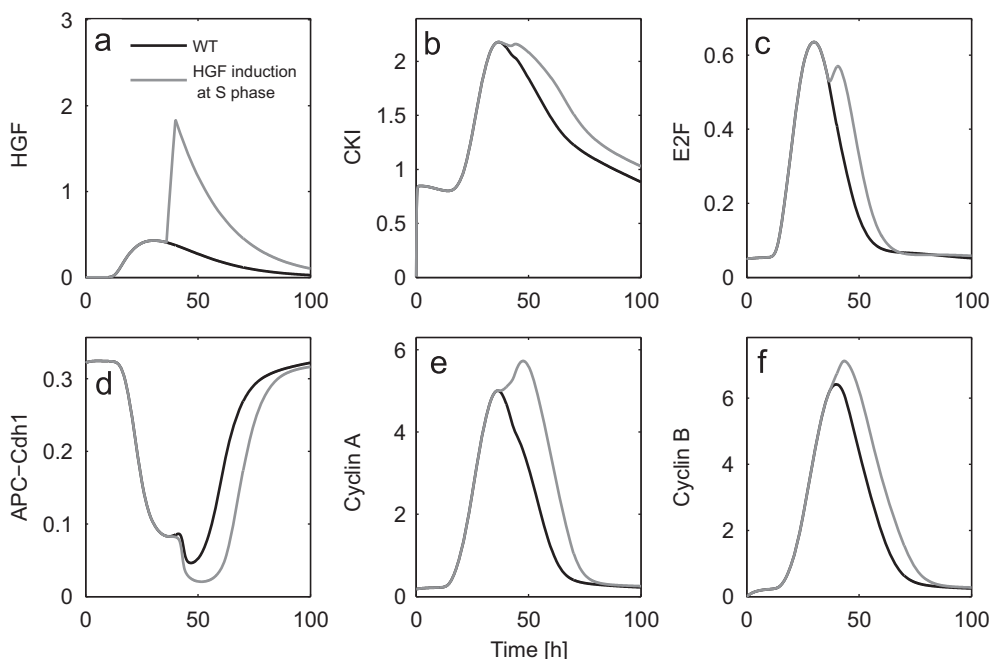 a
WT
HGF induction
at S phase
HGF
3
2
1
0
0 50 100
b
CKI
2
1.5
1
0.5
0
0 50 100
c
E2F
0.6
0.4
0.2
0
0 50 100
d
APC–Cdh1
0.3
0.2
0.1
0
0 50 100
e
Cyclin A
6
4
2
0
0 50 100
Time [h]
f
Cyclin B
6
4
2
0
0 50 100